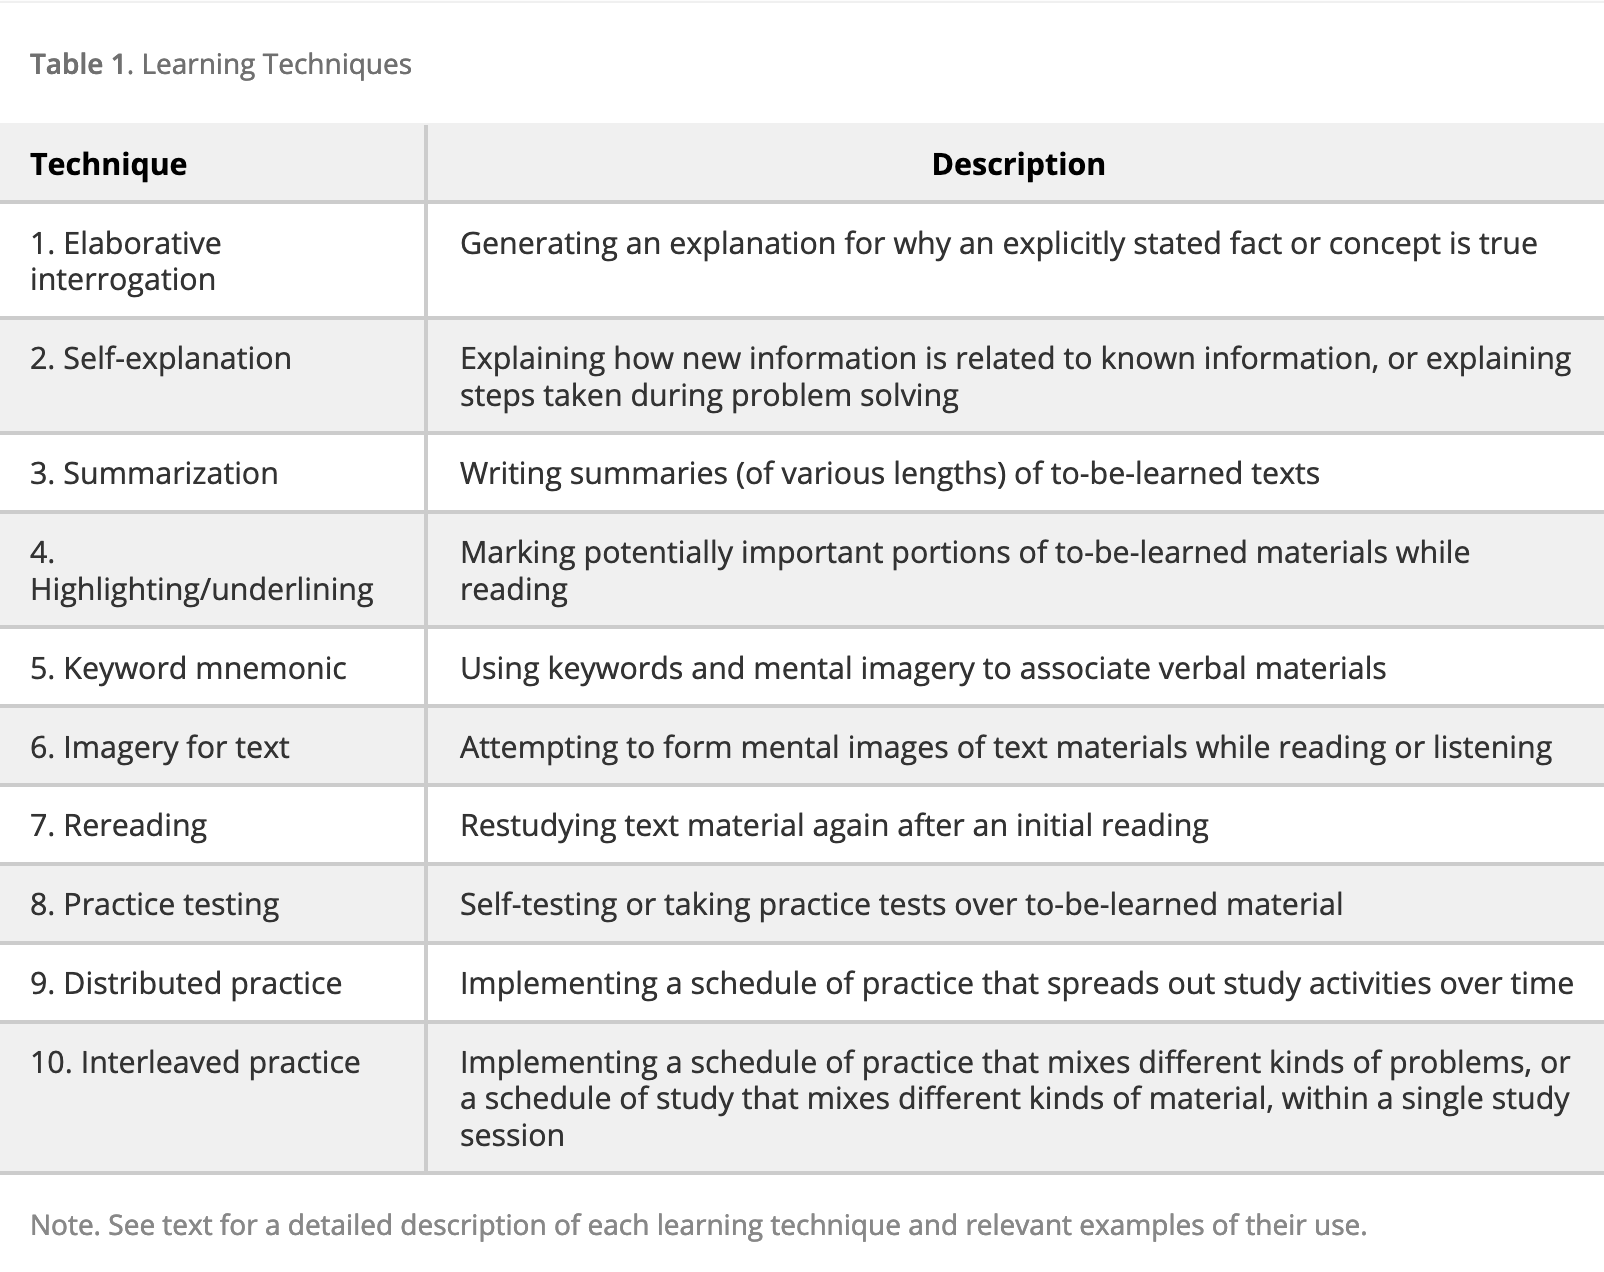 Table 1. Learning Techniques
Technique
Description
1. Elaborative
interrogation
Generating an explanation for why an explicitly stated fact or concept is true
2. Self-explanation
Explaining how new information is related to known information, or explaining
steps taken during problem solving
3. Summarization
Writing summaries (of various lengths) of to-be-learned texts
4.
Highlighting/underlining
Marking potentially important portions of to-be-learned materials while
reading
5. Keyword mnemonic
Using keywords and mental imagery to associate verbal materials
6. Imagery for text
Attempting to form mental images of text materials while reading or listening
7. Rereading
Restudying text material again after an initial reading
8. Practice testing
Self-testing or taking practice tests over to-be-learned material
9. Distributed practice
Implementing a schedule of practice that spreads out study activities over time
10. Interleaved practice
Implementing a schedule of practice that mixes different kinds of problems, or
a schedule of study that mixes different kinds of material, within a single study
session
Note. See text for a detailed description of each learning technique and relevant examples of their use.